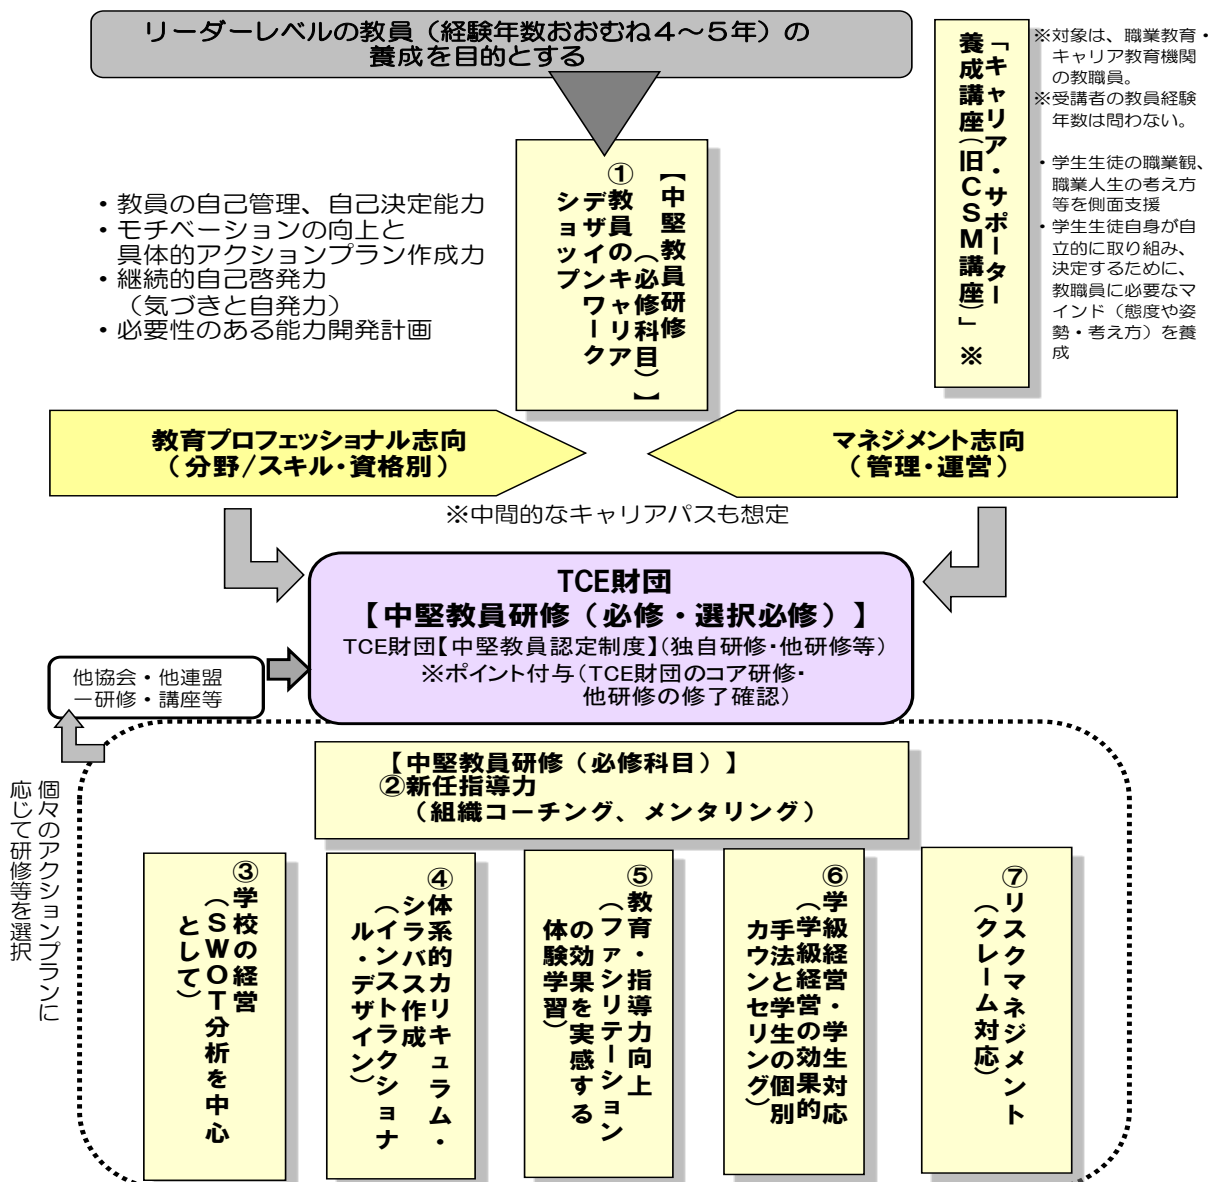 リーダーレベルの教員（経験年数おおむね４〜５年）の
養成を目的とする
【中堅教員研修
（必修科目）】
①教員のキャリア
デザインワーク
ショップ
「キャリア・サポーター
養成講座（旧ＣＳＭ講座）」※
※対象は、職業教育・
キャリア教育機関
の教職員。
※受講者の教員経験
年数は問わない。
・学生生徒の職業観、
職業人生の考え方
等を側面支援
・学生生徒自身が自
立的に取り組み、
決定するために、
教職員に必要なマ
インド（態度や姿
勢・考え方）を養
成
・教員の自己管理、自己決定能力
・モチベーションの向上と
具体的アクションプラン作成力
・継続的自己啓発力
（気づきと自発力）
・必要性のある能力開発計画
教育プロフェッショナル志向
（分野/スキル・資格別）
マネジメント志向
（管理・運営）
※中間的なキャリアパスも想定
TCE財団
【中堅教員研修（必修・選択必修）】
TCE財団【中堅教員認定制度】（独自研修・他研修等）
※ポイント付与（TCE財団のコア研修・
他研修の修了確認）
他協会・他連盟
ー研修・講座等
個々のアクションプランに
応じて研修等を選択
【中堅教員研修（必修科目）】
②新任指導力
（組織コーチング、メンタリング）
③学校の経営
（ＳＷＯＴ分析を中心
として）
④体系的カリキュラム・
シラバス作成
（インストラクショナ
ル・デザイン）
⑤教育・指導力向上
（ファシリテーション
の効果を実感する
体験学習）
⑥学級経営・学生対応
（学級経営の効果的
手法と学生の個別
カウンセリング）
⑦リスクマネジメント
（クレーム対応）